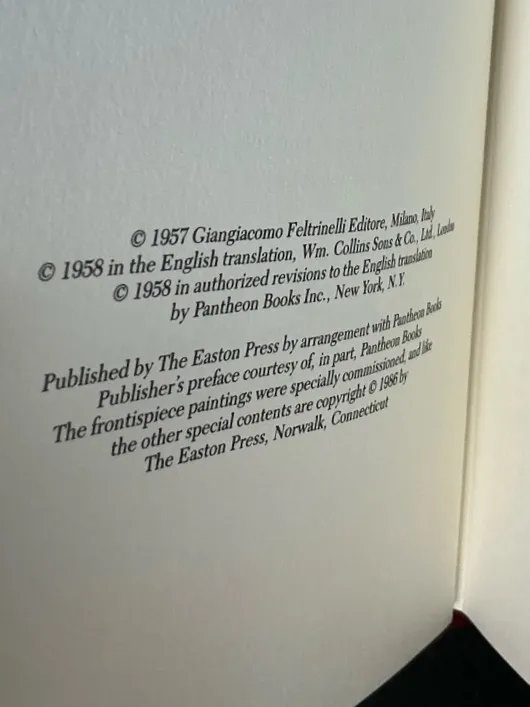 © 1957 Giangiacomo Feltrinelli Editore, Milano, Italy
© 1958 in the English translation, Wm. Collins Sons & Co., Ltd., London
© 1958 in authorized revisions to the English translation
by Pantheon Books Inc., New York, N.Y.
Published by The Easton Press by arrangement with Pantheon Books
Publisher's preface courtesy of, in part, Pantheon Books
The frontispiece paintings were specially commissioned, and like
the other special contents are copyright © 1986 by
The Easton Press, Norwalk, Connecticut